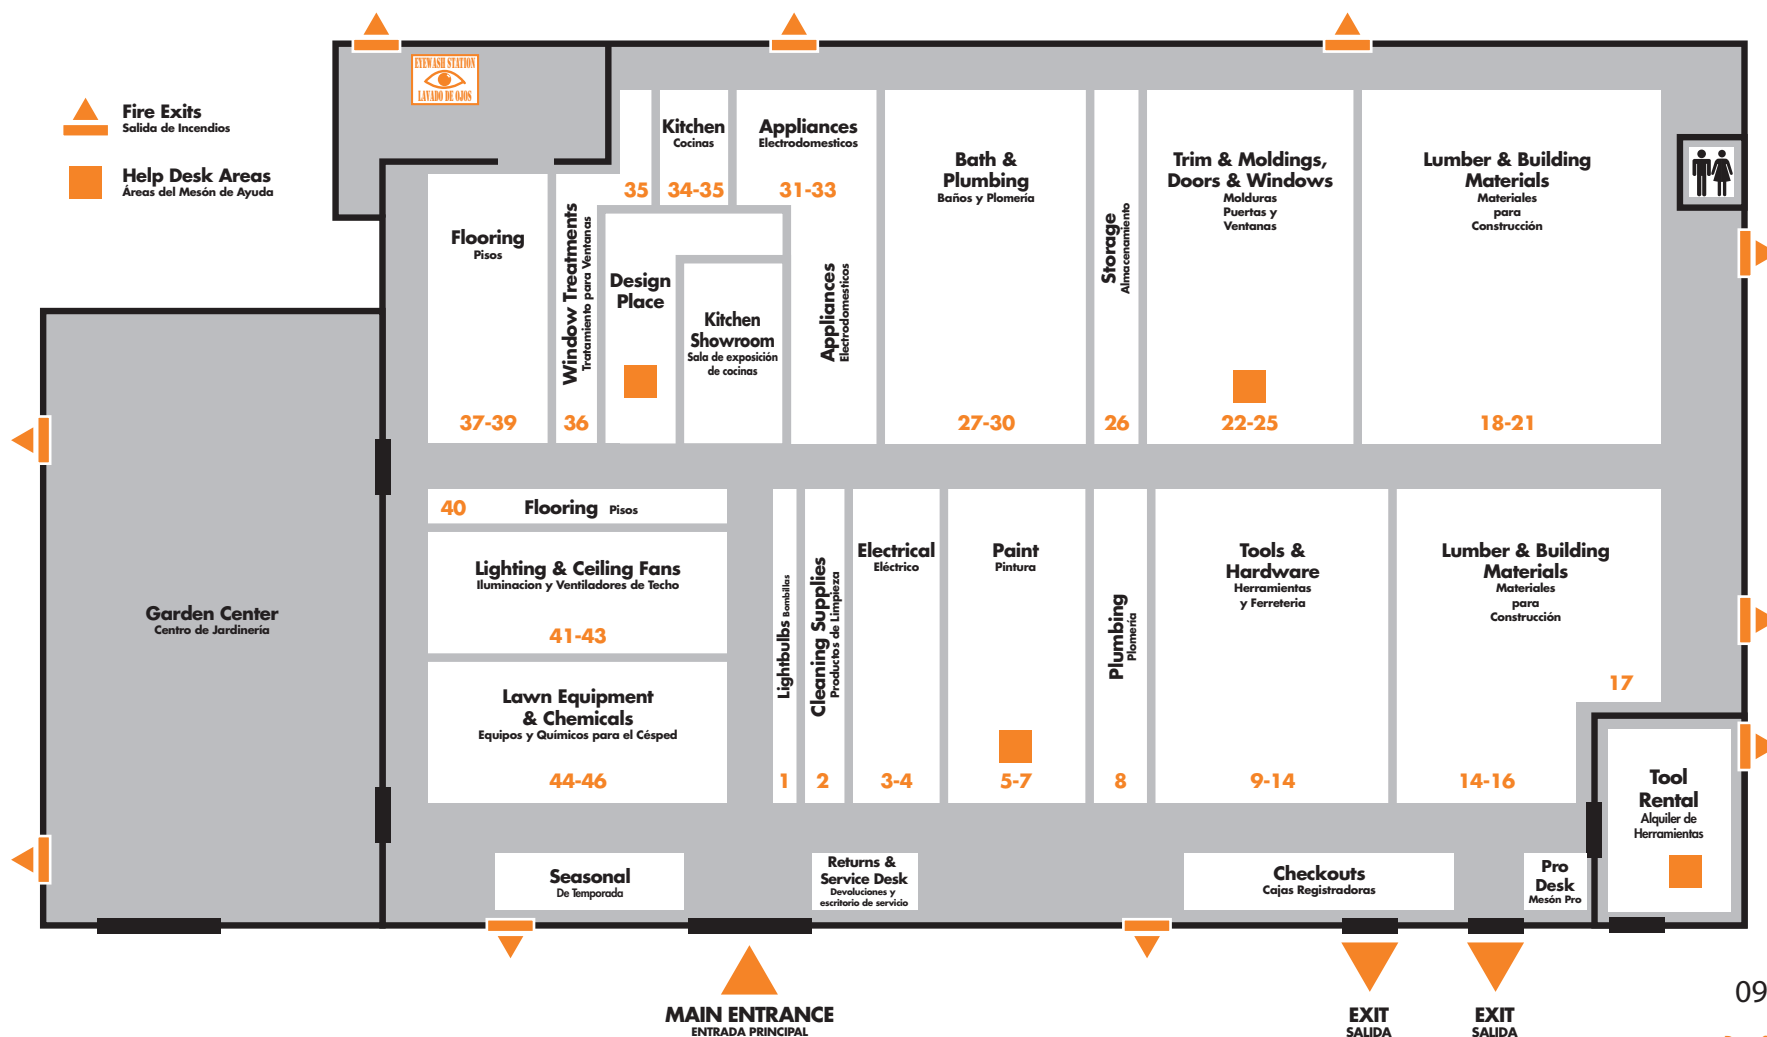 EYEWASH STATION
LAVADO DE OJOS
Fire Exits
Salida de Incendios
Help Desk Areas
Áreas del Mesón de Ayuda
Flooring
Pisos
37-39
Window Treatments
Tratamiento para Ventanas
36
35
Kitchen
Cocinas
34-35
Appliances
Electrodomesticos
31-33
Design
Place
Kitchen
Showroom
Sala de exposición
de cocinas
Appliances
Electrodomesticos
Bath &
Plumbing
Baños y Plomería
27-30
Storage
Almacenamiento
26
Trim & Moldings,
Doors & Windows
Molduras
Puertas y
Ventanas
22-25
Lumber & Building
Materials
Materiales
para
Construcción
18-21
Garden Center
Centro de Jardinería
40 Flooring Pisos
Lighting & Ceiling Fans
Iluminacion y Ventiladores de Techo
41-43
Lawn Equipment
& Chemicals
Equipos y Químicos para el Césped
44-46
Lightbulbs Bombillas
1
Cleaning Supplies
Productos de Limpieza
2
Electrical
Eléctrico
3-4
Paint
Pintura
5-7
Plumbing
Plomería
8
Tools &
Hardware
Herramientas
y Ferreteria
9-14
Lumber & Building
Materials
Materiales
para
Construcción
17
14-16
Tool
Rental
Alquiler de
Herramientas
Seasonal
De Temporada
Returns &
Service Desk
Devoluciones y
escritorio de servicio
Checkouts
Cajas Registradoras
Pro
Desk
Mesón Pro
MAIN ENTRANCE
ENTRADA PRINCIPAL
EXIT
SALIDA
EXIT
SALIDA
09